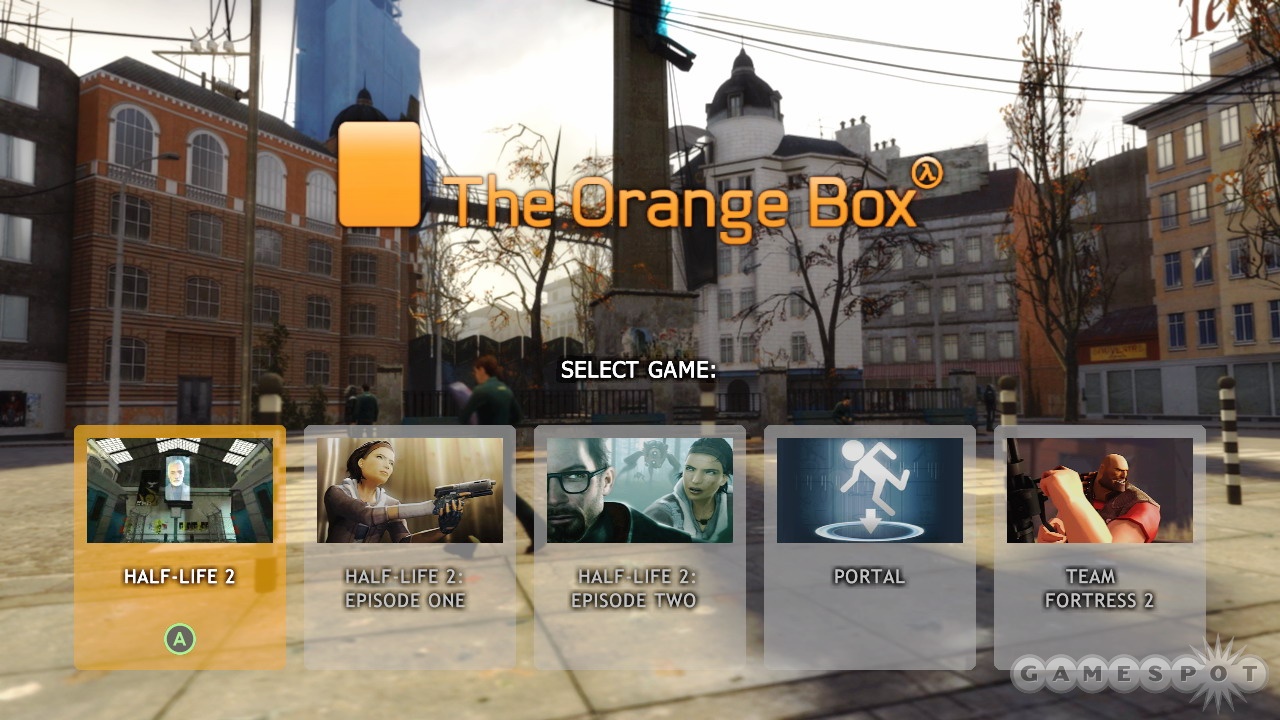 Te
The Orange Box
SELECT GAME:
HALF-LIFE 2
HALF-LIFE 2:
EPISODE ONE
HALF-LIFE 2:
EPISODE TWO
PORTAL
TEAM
FORTRESS 2
A
GAMESPOT